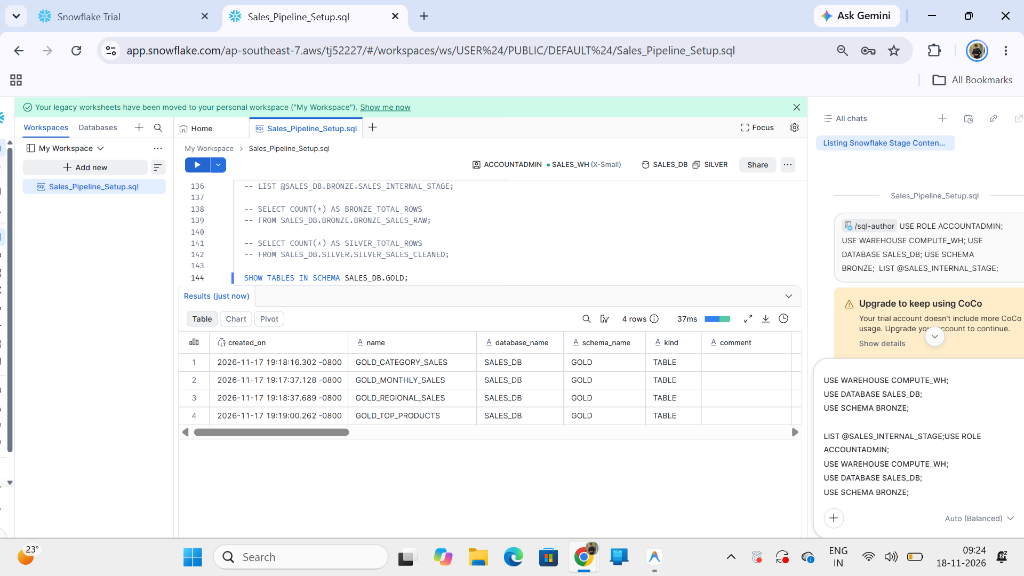 Snowflake Trial
Sales_Pipeline_Setup.sql
Ask Gemini
app.snowflake.com/ap-southeast-7.aws/tj52227/#/workspaces/ws/USER%24/PUBLIC/DEFAULT%24/Sales_Pipeline_Setup.sql
All Bookmarks
Your legacy worksheets have been moved to your personal workspace ("My Workspace"). Show me now
Workspaces Databases
Home
Sales_Pipeline_Setup.sql
Focus
All chats
My Workspace
My Workspace > Sales_Pipeline_Setup.sql
Listing Snowflake Stage Conten...
+ Add new
ACCOUNTADMIN • SALES_WH (X-Small)
SALES_DB SILVER
Share
Sales_Pipeline_Setup.sql
136 -- LIST @SALES_DB.BRONZE.SALES_INTERNAL_STAGE;
137
138 -- SELECT COUNT(*) AS BRONZE_TOTAL_ROWS
139 -- FROM SALES_DB.BRONZE.BRONZE_SALES_RAW;
140
141 -- SELECT COUNT(*) AS SILVER_TOTAL_ROWS
142 -- FROM SALES_DB.SILVER.SILVER_SALES_CLEANED;
143
144 SHOW TABLES IN SCHEMA SALES_DB.GOLD;
Results (just now)
Table Chart Pivot
4 rows
37ms
created_on name database_name schema_name kind comment
1 2026-11-17 19:18:16.302 -0800 GOLD_CATEGORY_SALES SALES_DB GOLD TABLE
2 2026-11-17 19:17:37.128 -0800 GOLD_MONTHLY_SALES SALES_DB GOLD TABLE
3 2026-11-17 19:18:37.689 -0800 GOLD_REGIONAL_SALES SALES_DB GOLD TABLE
4 2026-11-17 19:19:00.262 -0800 GOLD_TOP_PRODUCTS SALES_DB GOLD TABLE
Sales_Pipeline_Setup.sql
/sql-author USE ROLE ACCOUNTADMIN;
USE WAREHOUSE COMPUTE_WH; USE
DATABASE SALES_DB; USE SCHEMA
BRONZE; LIST @SALES_INTERNAL_STAGE;
Upgrade to keep using CoCo
Your trial account doesn't include more CoCo
usage. Upgrade your account to continue.
Show details
USE WAREHOUSE COMPUTE_WH;
USE DATABASE SALES_DB;
USE SCHEMA BRONZE;
LIST @SALES_INTERNAL_STAGE;USE ROLE
ACCOUNTADMIN;
USE WAREHOUSE COMPUTE_WH;
USE DATABASE SALES_DB;
USE SCHEMA BRONZE;
Auto (Balanced)
23°
Search
ENG
IN
09:24
18-11-2026